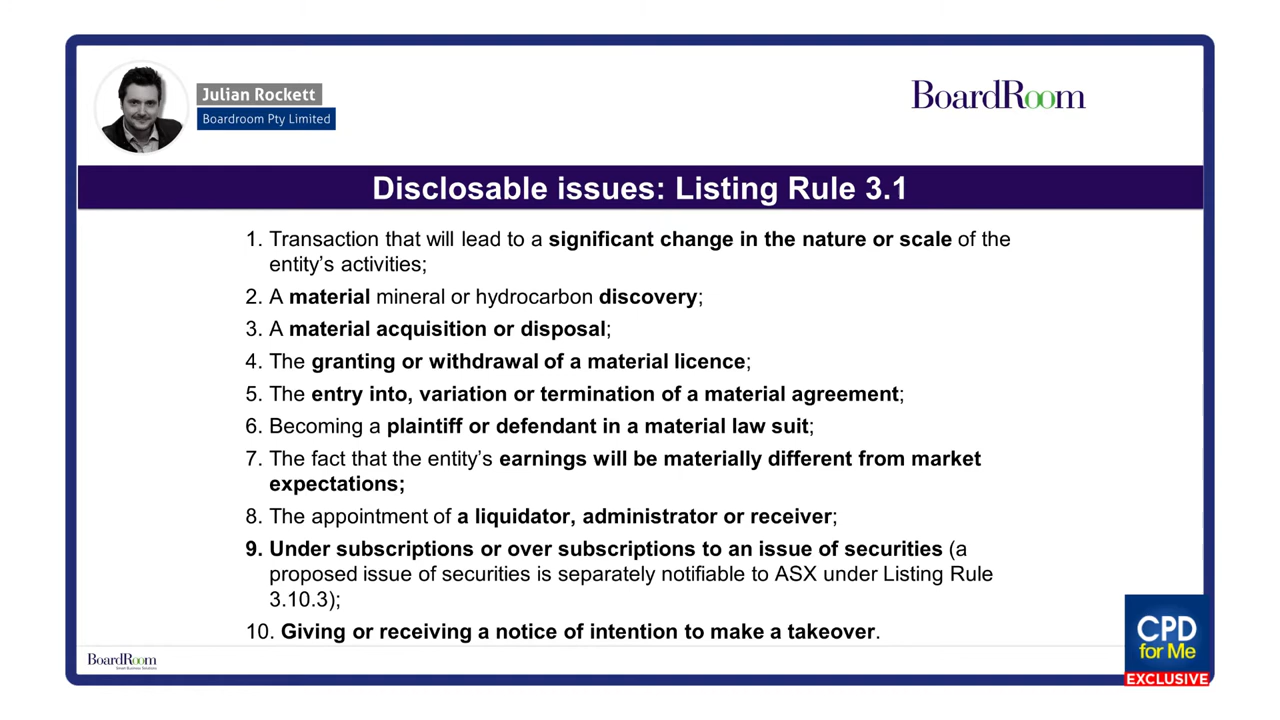 Julian Rockett
Boardroom Pty Limited
BoardRoom
Disclosable issues: Listing Rule 3.1
1. Transaction that will lead to a significant change in the nature or scale of the
entity’s activities;
2. A material mineral or hydrocarbon discovery;
3. A material acquisition or disposal;
4. The granting or withdrawal of a material licence;
5. The entry into, variation or termination of a material agreement;
6. Becoming a plaintiff or defendant in a material law suit;
7. The fact that the entity’s earnings will be materially different from market
expectations;
8. The appointment of a liquidator, administrator or receiver;
9. Under subscriptions or over subscriptions to an issue of securities (a
proposed issue of securities is separately notifiable to ASX under Listing Rule
3.10.3);
10. Giving or receiving a notice of intention to make a takeover.
BoardRoom
Smart Business Solutions
CPD
for Me
EXCLUSIVE